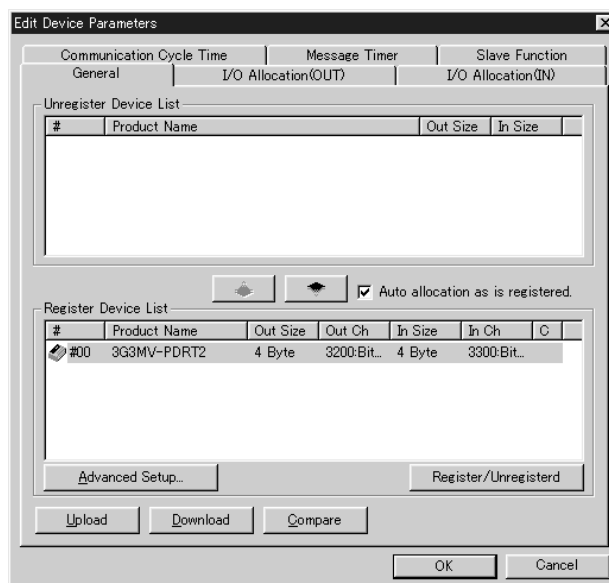 Edit Device Parameters
Communication Cycle Time Message Timer Slave Function
General I/O Allocation(OUT) I/O Allocation(IN)
Unregister Device List
# Product Name Out Size In Size
Auto allocation as is registered.
Register Device List
# Product Name Out Size Out Ch In Size In Ch C
#00 3G3MV-PDRT2 4 Byte 3200:Bit... 4 Byte 3300:Bit...
Advanced Setup... Register/Unregisterd
Upload Download Compare
OK Cancel